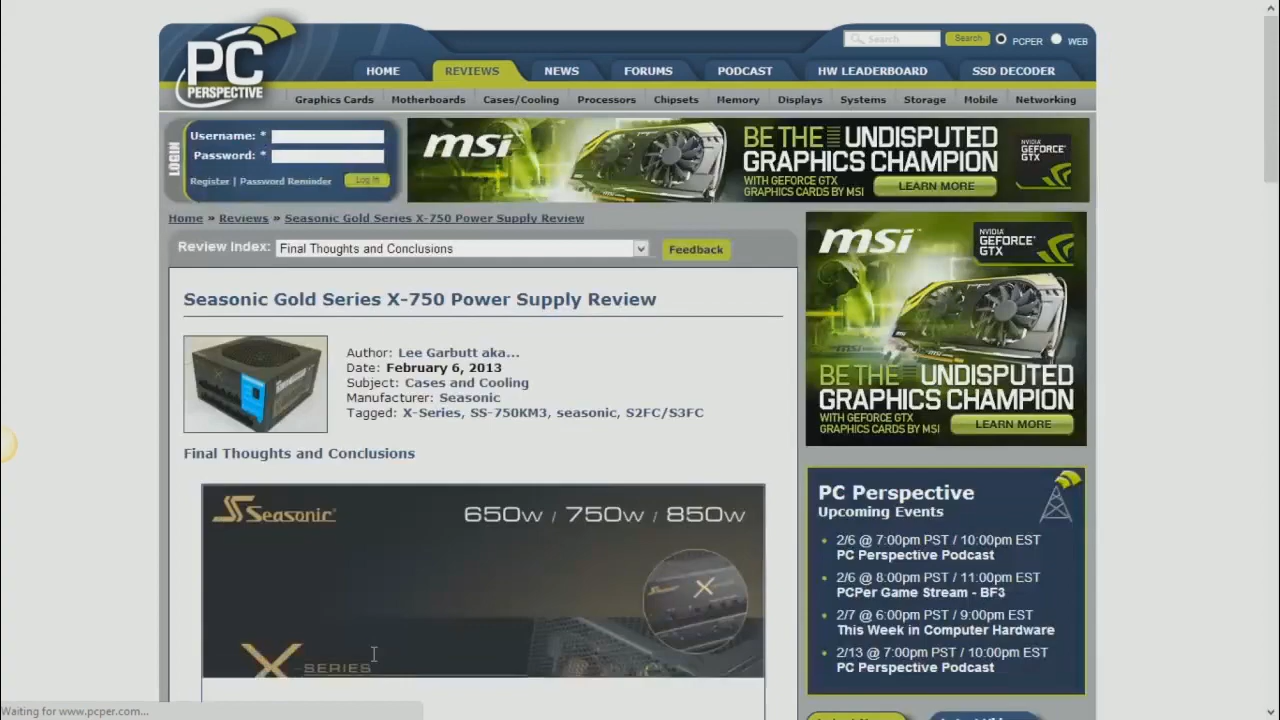 PC
PERSPECTIVE
Search
Search
PCPER
WEB
HOME
REVIEWS
NEWS
FORUMS
PODCAST
HW LEADERBOARD
SSD DECODER
Graphics Cards
Motherboards
Cases/Cooling
Processors
Chipsets
Memory
Displays
Systems
Storage
Mobile
Networking
LOGIN
Username: *
Password: *
Register | Password Reminder
Log in
msi
BE THE UNDISPUTED
GRAPHICS CHAMPION
WITH GEFORCE GTX
GRAPHICS CARDS BY MSI
LEARN MORE
NVIDIA
GEFORCE
GTX
Home » Reviews » Seasonic Gold Series X-750 Power Supply Review
Review Index: Final Thoughts and Conclusions
Feedback
Seasonic Gold Series X-750 Power Supply Review
Author: Lee Garbutt aka...
Date: February 6, 2013
Subject: Cases and Cooling
Manufacturer: Seasonic
Tagged: X-Series, SS-750KM3, seasonic, S2FC/S3FC
Final Thoughts and Conclusions
Seasonic
650W / 750W / 850W
X
X-SERIES
msi
NVIDIA
GEFORCE
GTX
BE THE UNDISPUTED
GRAPHICS CHAMPION
WITH GEFORCE GTX
GRAPHICS CARDS BY MSI
LEARN MORE
PC Perspective
Upcoming Events
2/6 @ 7:00pm PST / 10:00pm EST
PC Perspective Podcast
2/6 @ 8:00pm PST / 11:00pm EST
PCPer Game Stream - BF3
2/7 @ 6:00pm PST / 9:00pm EST
This Week in Computer Hardware
2/13 @ 7:00pm PST / 10:00pm EST
PC Perspective Podcast
Waiting for www.pcper.com...